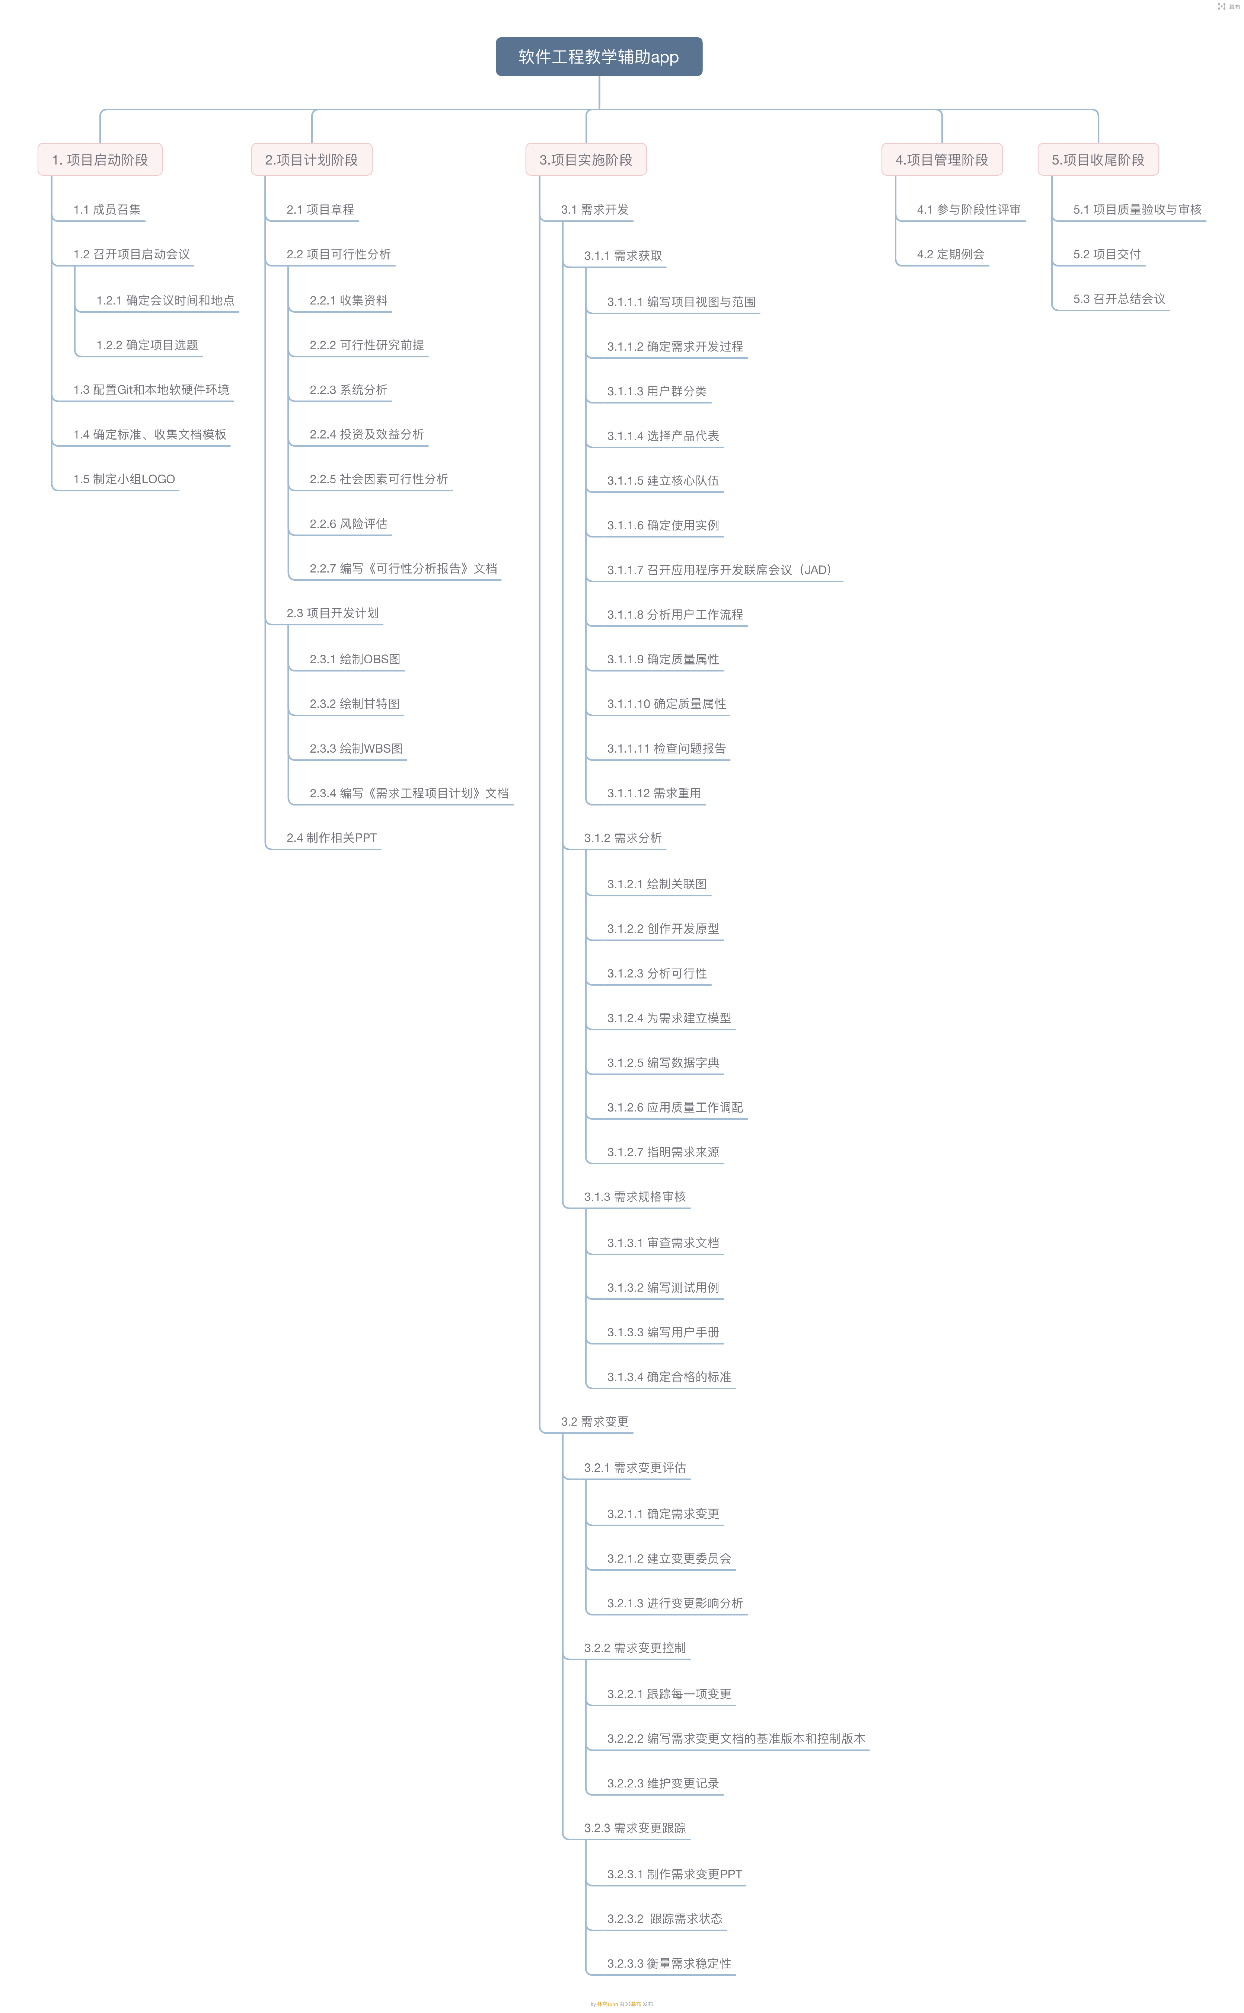 软件工程教学辅助app
1. 项目启动阶段
1.1 成员召集
1.2 召开项目启动会议
1.2.1 确定会议时间和地点
1.2.2 确定项目选题
1.3 配置Git和本地软硬件环境
1.4 确定标准、收集文档模板
1.5 制定小组LOGO
2.项目计划阶段
2.1 项目章程
2.2 项目可行性分析
2.2.1 收集资料
2.2.2 可行性研究前提
2.2.3 系统分析
2.2.4 投资及效益分析
2.2.5 社会因素可行性分析
2.2.6 风险评估
2.2.7 编写《可行性分析报告》文档
2.3 项目开发计划
2.3.1 绘制OBS图
2.3.2 绘制甘特图
2.3.3 绘制WBS图
2.3.4 编写《需求工程项目计划》文档
2.4 制作相关PPT
3.项目实施阶段
3.1 需求开发
3.1.1 需求获取
3.1.1.1 编写项目视图与范围
3.1.1.2 确定需求开发过程
3.1.1.3 用户群分类
3.1.1.4 选择产品代表
3.1.1.5 建立核心队伍
3.1.1.6 确定使用实例
3.1.1.7 召开应用程序开发联席会议（JAD）
3.1.1.8 分析用户工作流程
3.1.1.9 确定质量属性
3.1.1.10 确定质量属性
3.1.1.11 检查问题报告
3.1.1.12 需求重用
3.1.2 需求分析
3.1.2.1 绘制关联图
3.1.2.2 创作开发原型
3.1.2.3 分析可行性
3.1.2.4 为需求建立模型
3.1.2.5 编写数据字典
3.1.2.6 应用质量工作调配
3.1.2.7 指明需求来源
3.1.3 需求规格审核
3.1.3.1 审查需求文档
3.1.3.2 编写测试用例
3.1.3.3 编写用户手册
3.1.3.4 确定合格的标准
3.2 需求变更
3.2.1 需求变更评估
3.2.1.1 确定需求变更
3.2.1.2 建立变更委员会
3.2.1.3 进行变更影响分析
3.2.2 需求变更控制
3.2.2.1 跟踪每一项变更
3.2.2.2 编写需求变更文档的基准版本和控制版本
3.2.2.3 维护变更记录
3.2.3 需求变更跟踪
3.2.3.1 制作需求变更PPT
3.2.3.2 跟踪需求状态
3.2.3.3 衡量需求稳定性
4.项目管理阶段
4.1 参与阶段性评审
4.2 定期例会
5.项目收尾阶段
5.1 项目质量验收与审核
5.2 项目交付
5.3 召开总结会议